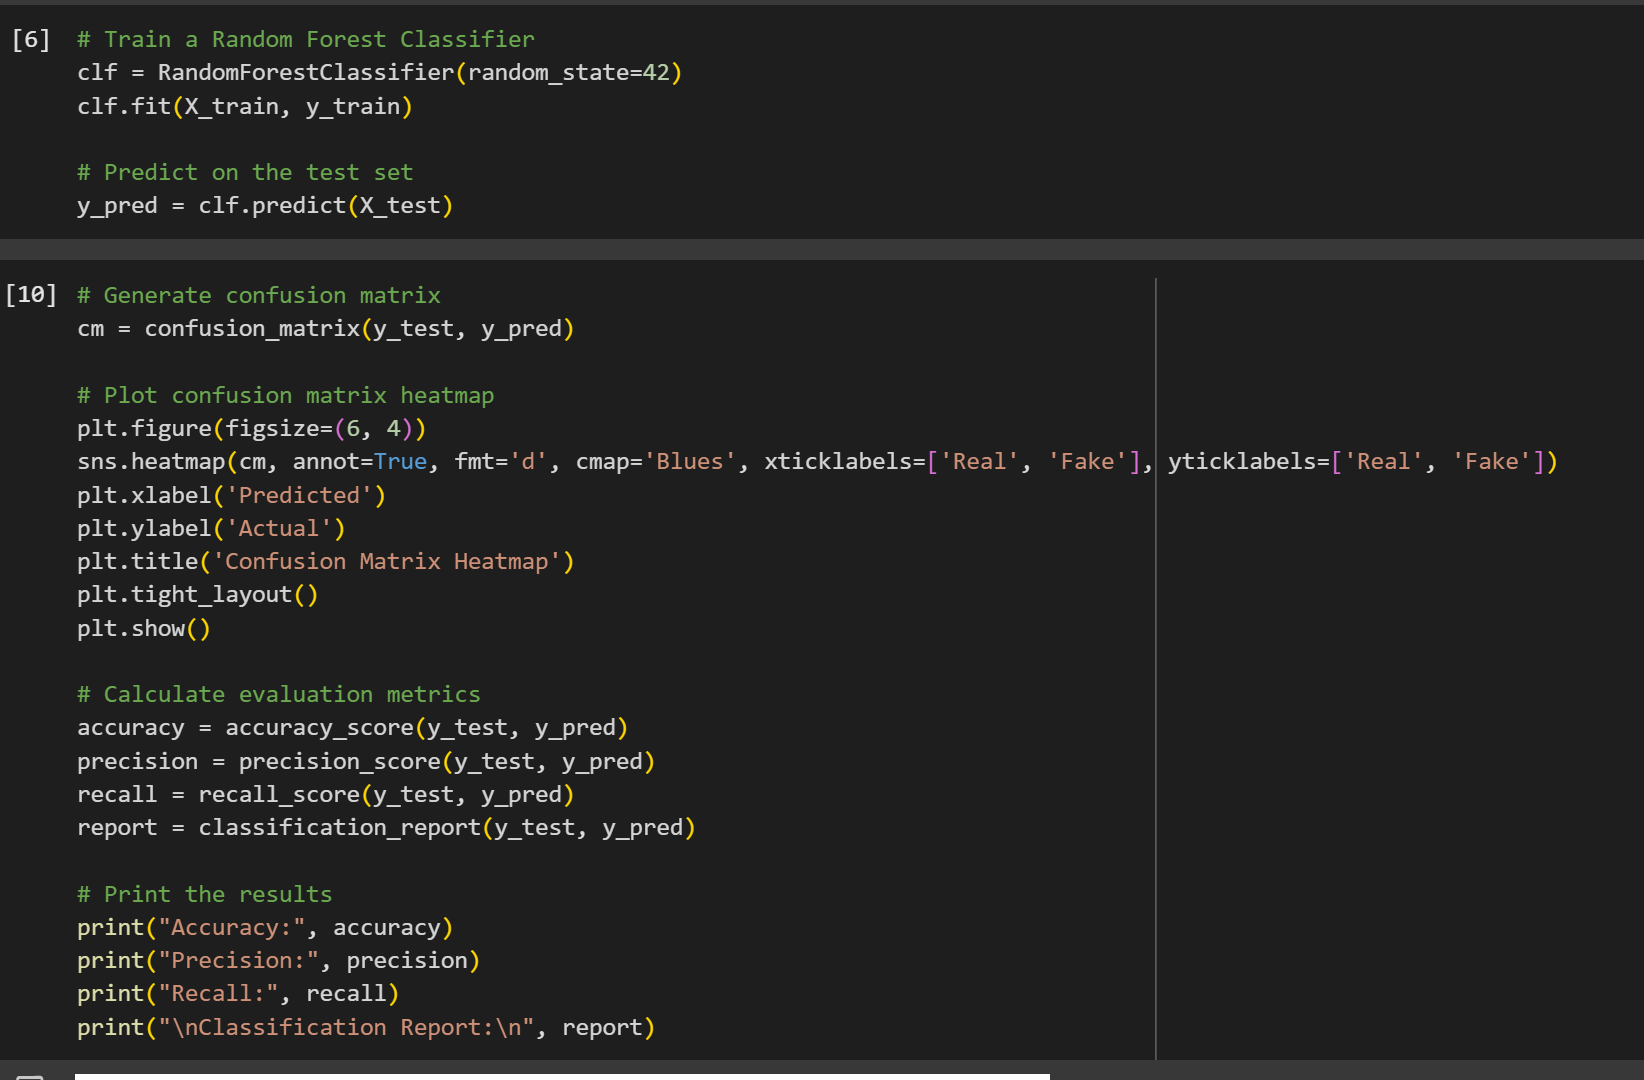 [6] # Train a Random Forest Classifier
clf = RandomForestClassifier(random_state=42)
clf.fit(X_train, y_train)
# Predict on the test set
y_pred = clf.predict(X_test)
[10] # Generate confusion matrix
cm = confusion_matrix(y_test, y_pred)
# Plot confusion matrix heatmap
plt.figure(figsize=(6, 4))
sns.heatmap(cm, annot=True, fmt='d', cmap='Blues', xticklabels=['Real', 'Fake'], yticklabels=['Real', 'Fake'])
plt.xlabel('Predicted')
plt.ylabel('Actual')
plt.title('Confusion Matrix Heatmap')
plt.tight_layout()
plt.show()
# Calculate evaluation metrics
accuracy = accuracy_score(y_test, y_pred)
precision = precision_score(y_test, y_pred)
recall = recall_score(y_test, y_pred)
report = classification_report(y_test, y_pred)
# Print the results
print("Accuracy:", accuracy)
print("Precision:", precision)
print("Recall:", recall)
print("\nClassification Report:\n", report)